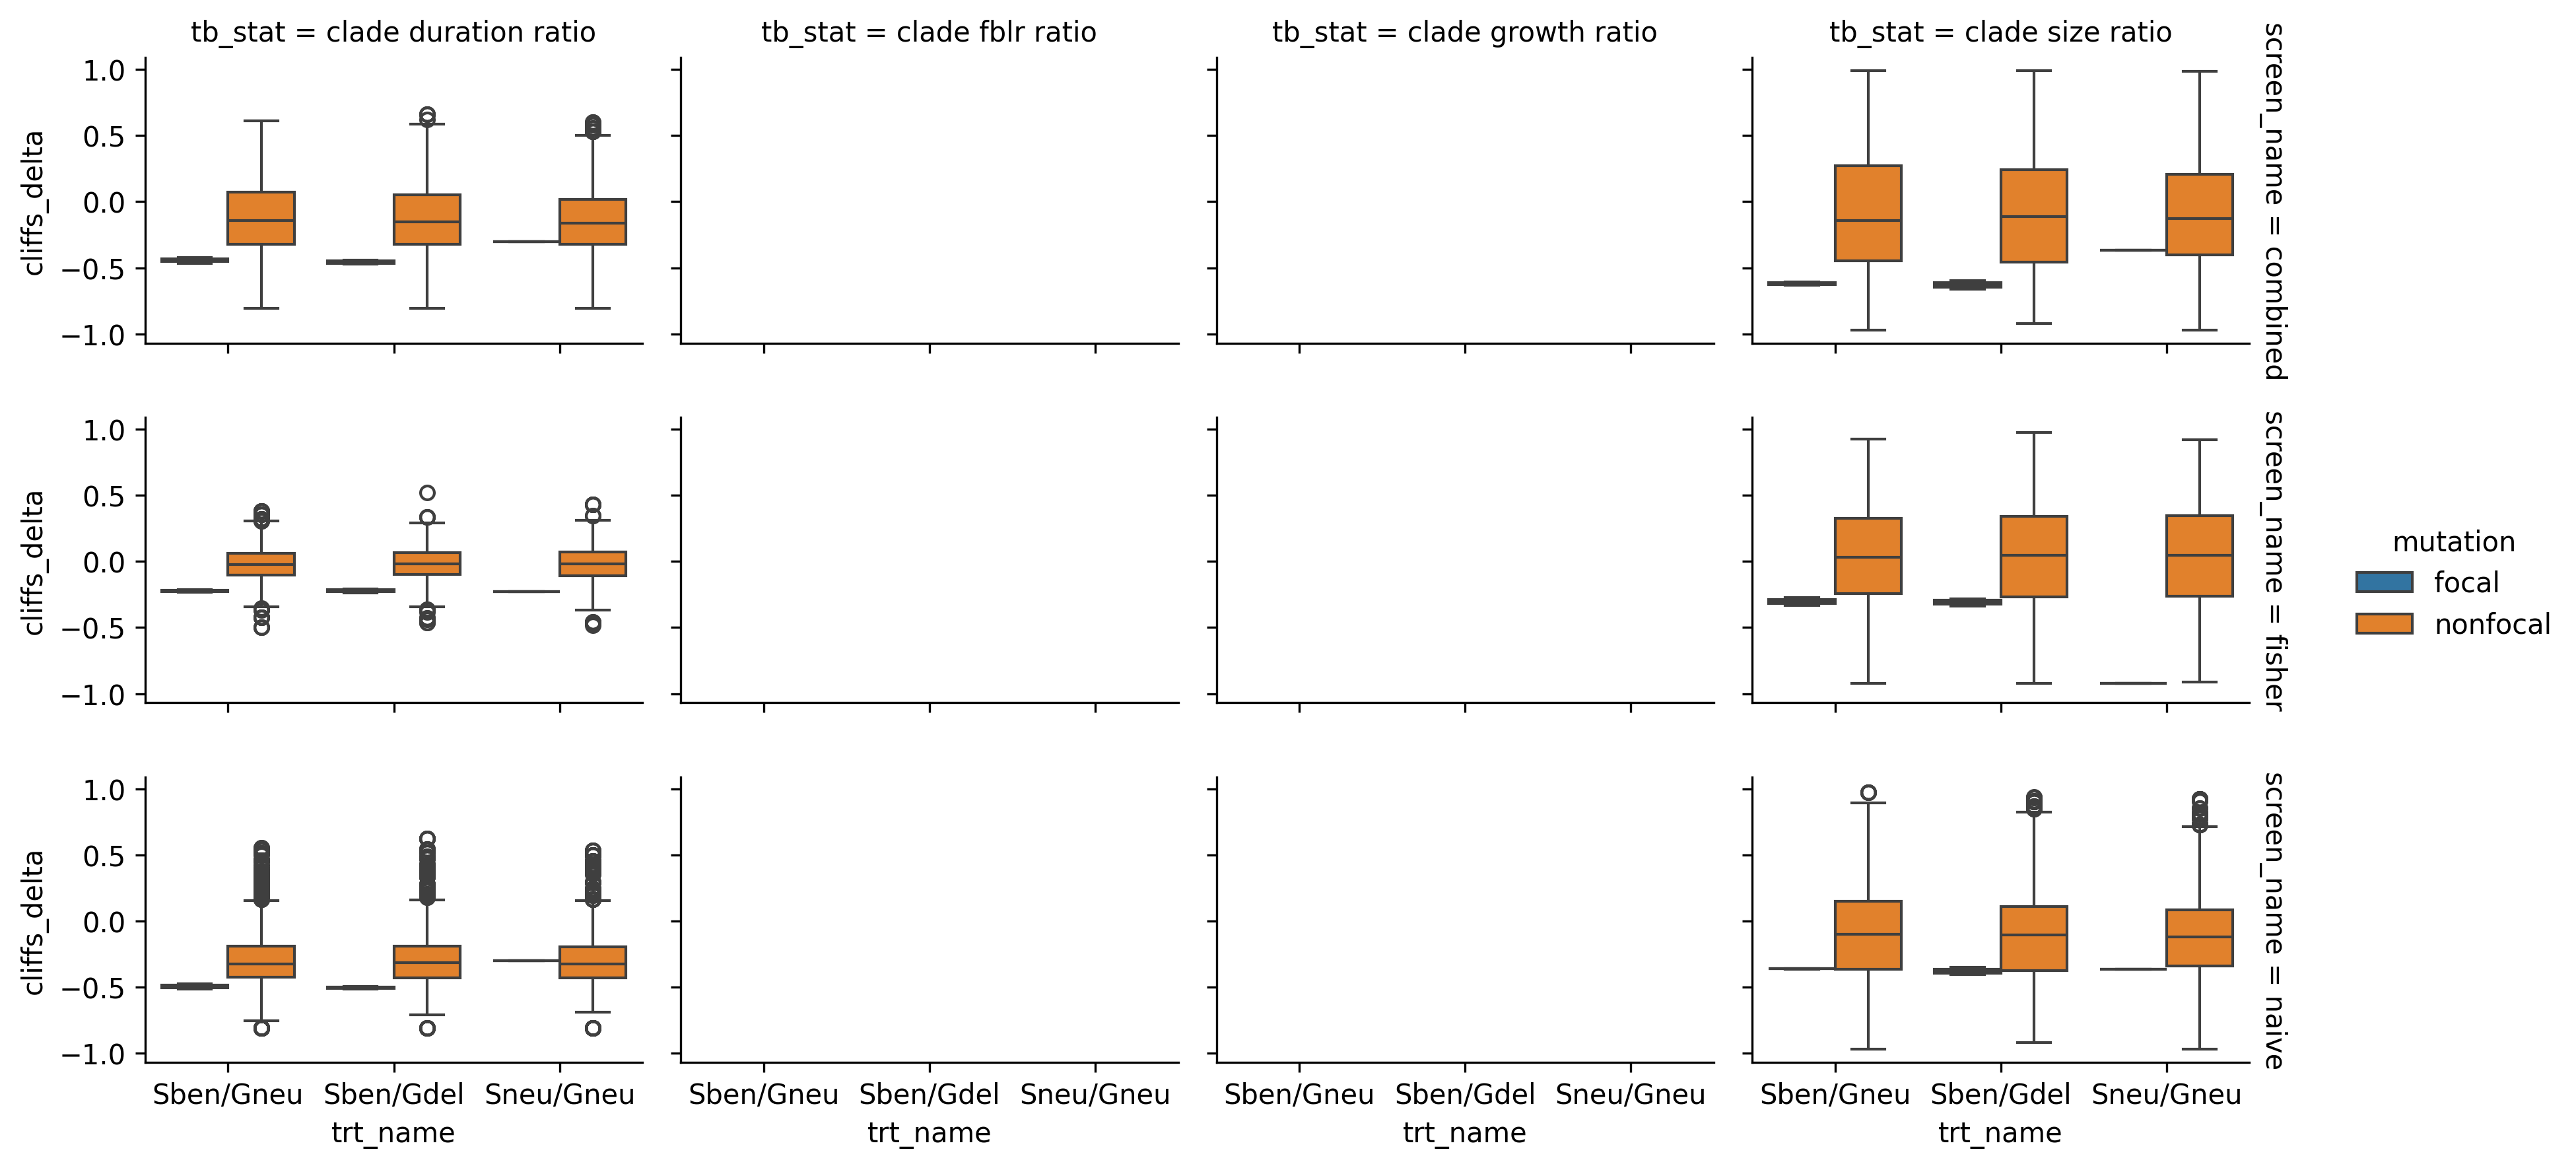 tb_stat = clade duration ratio
tb_stat = clade fblr ratio
tb_stat = clade growth ratio
tb_stat = clade size ratio
cliffs_delta
1.0
0.5
0.0
−0.5
−1.0
screen_name = combined
cliffs_delta
1.0
0.5
0.0
−0.5
−1.0
screen_name = fisher
mutation
focal
nonfocal
cliffs_delta
1.0
0.5
0.0
−0.5
−1.0
screen_name = naive
Sben/Gneu Sben/Gdel Sneu/Gneu
trt_name
Sben/Gneu Sben/Gdel Sneu/Gneu
trt_name
Sben/Gneu Sben/Gdel Sneu/Gneu
trt_name
Sben/Gneu Sben/Gdel Sneu/Gneu
trt_name